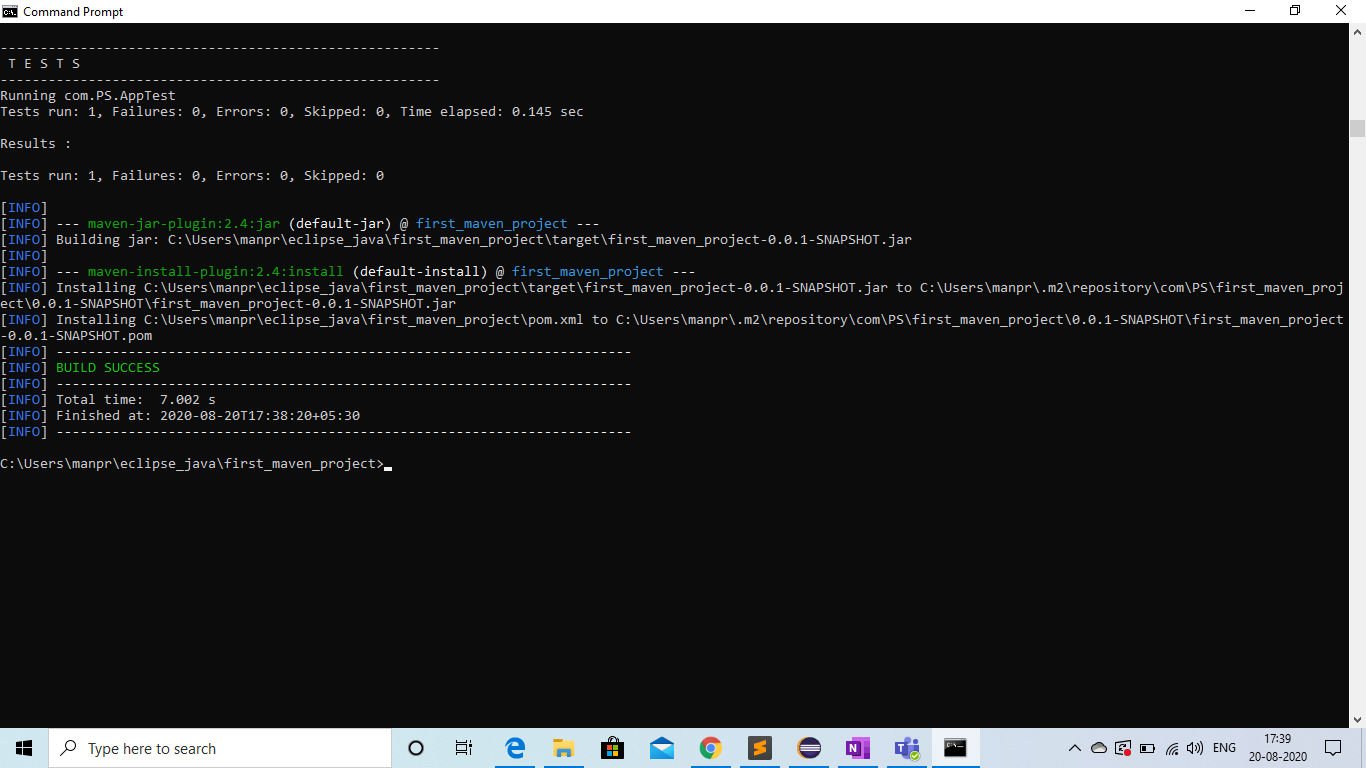 Command Prompt
-------------------------------------------------------
 T E S T S
-------------------------------------------------------
Running com.PS.AppTest
Tests run: 1, Failures: 0, Errors: 0, Skipped: 0, Time elapsed: 0.145 sec
Results :
Tests run: 1, Failures: 0, Errors: 0, Skipped: 0
[INFO]
[INFO] --- maven-jar-plugin:2.4:jar (default-jar) @ first_maven_project ---
[INFO] Building jar: C:\Users\manpr\eclipse_java\first_maven_project\target\first_maven_project-0.0.1-SNAPSHOT.jar
[INFO]
[INFO] --- maven-install-plugin:2.4:install (default-install) @ first_maven_project ---
[INFO] Installing C:\Users\manpr\eclipse_java\first_maven_project\target\first_maven_project-0.0.1-SNAPSHOT.jar to C:\Users\manpr\.m2\repository\com\PS\first_maven_proj
ect\0.0.1-SNAPSHOT\first_maven_project-0.0.1-SNAPSHOT.jar
[INFO] Installing C:\Users\manpr\eclipse_java\first_maven_project\pom.xml to C:\Users\manpr\.m2\repository\com\PS\first_maven_project\0.0.1-SNAPSHOT\first_maven_project
-0.0.1-SNAPSHOT.pom
[INFO] ------------------------------------------------------------------------
[INFO] BUILD SUCCESS
[INFO] ------------------------------------------------------------------------
[INFO] Total time:  7.002 s
[INFO] Finished at: 2020-08-20T17:38:20+05:30
[INFO] ------------------------------------------------------------------------
C:\Users\manpr\eclipse_java\first_maven_project>
Type here to search
ENG
17:39
20-08-2020